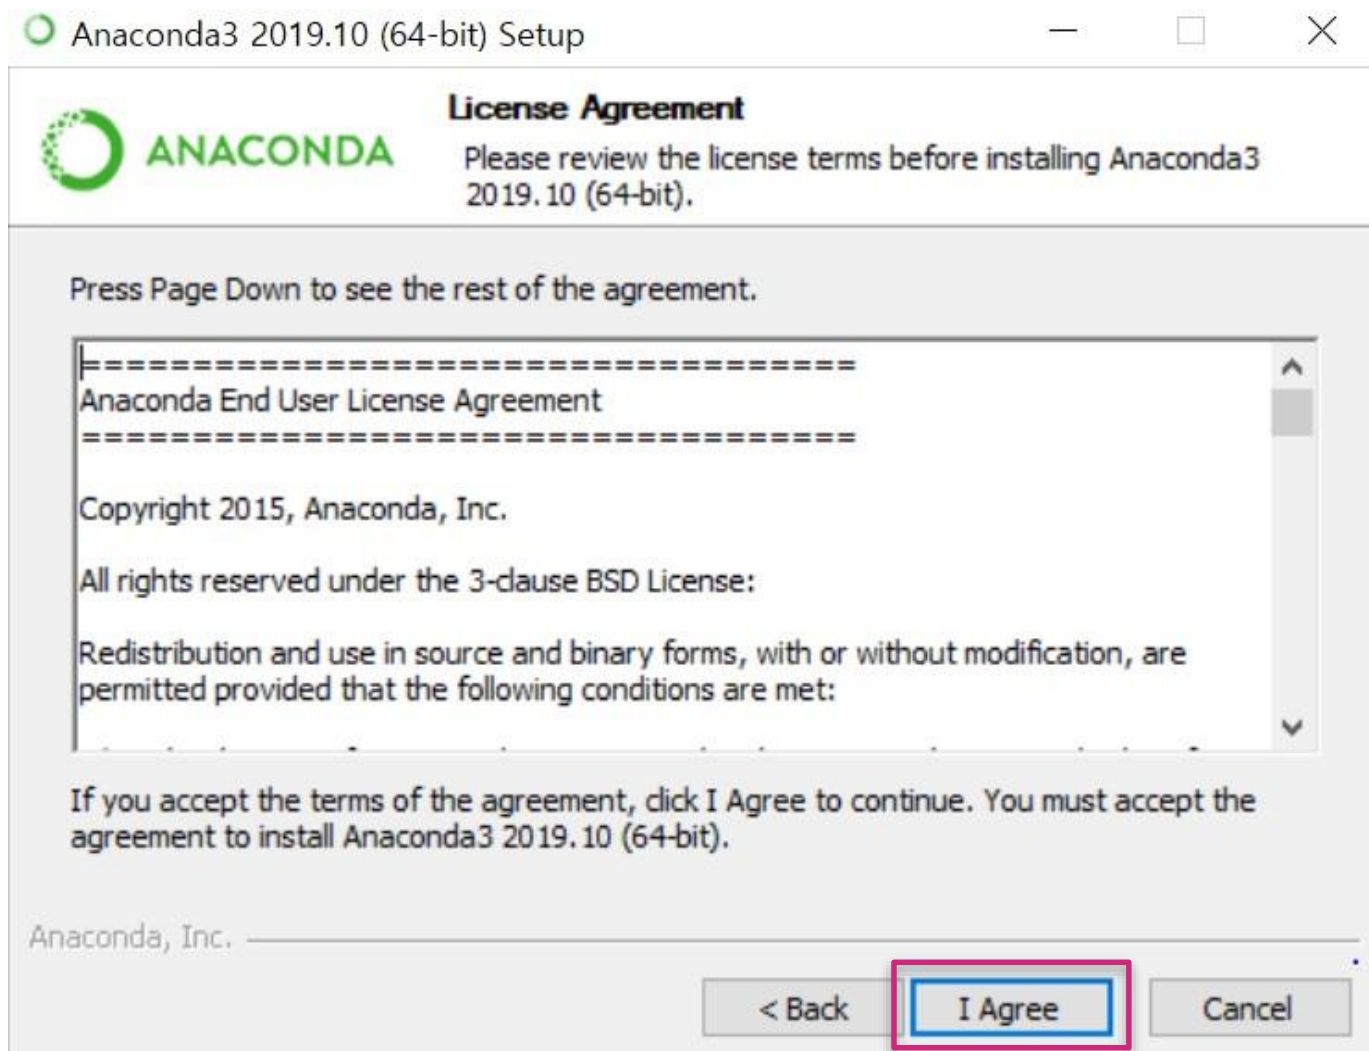 Anaconda3 2019.10 (64-bit) Setup
ANACONDA
License Agreement
Please review the license terms before installing Anaconda3
2019.10 (64-bit).
Press Page Down to see the rest of the agreement.
===================================
Anaconda End User License Agreement
===================================
Copyright 2015, Anaconda, Inc.
All rights reserved under the 3-clause BSD License:
Redistribution and use in source and binary forms, with or without modification, are
permitted provided that the following conditions are met:
If you accept the terms of the agreement, click I Agree to continue. You must accept the
agreement to install Anaconda3 2019.10 (64-bit).
Anaconda, Inc.
< Back
I Agree
Cancel